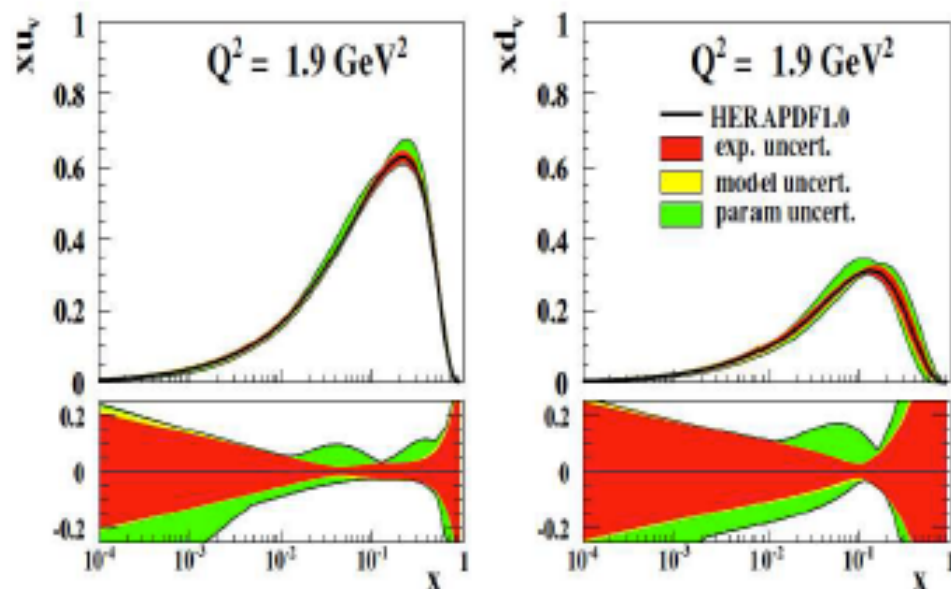 xu_v
Q² = 1.9 GeV²
1
0.8
0.6
0.4
0.2
0
0.2
0
-0.2
10⁻⁴ 10⁻³ 10⁻² 10⁻¹ 1
x
xd_v
Q² = 1.9 GeV²
HERAPDF1.0
exp. uncert.
model uncert.
param uncert.
1
0.8
0.6
0.4
0.2
0
0.2
0
-0.2
10⁻⁴ 10⁻³ 10⁻² 10⁻¹ 1
x